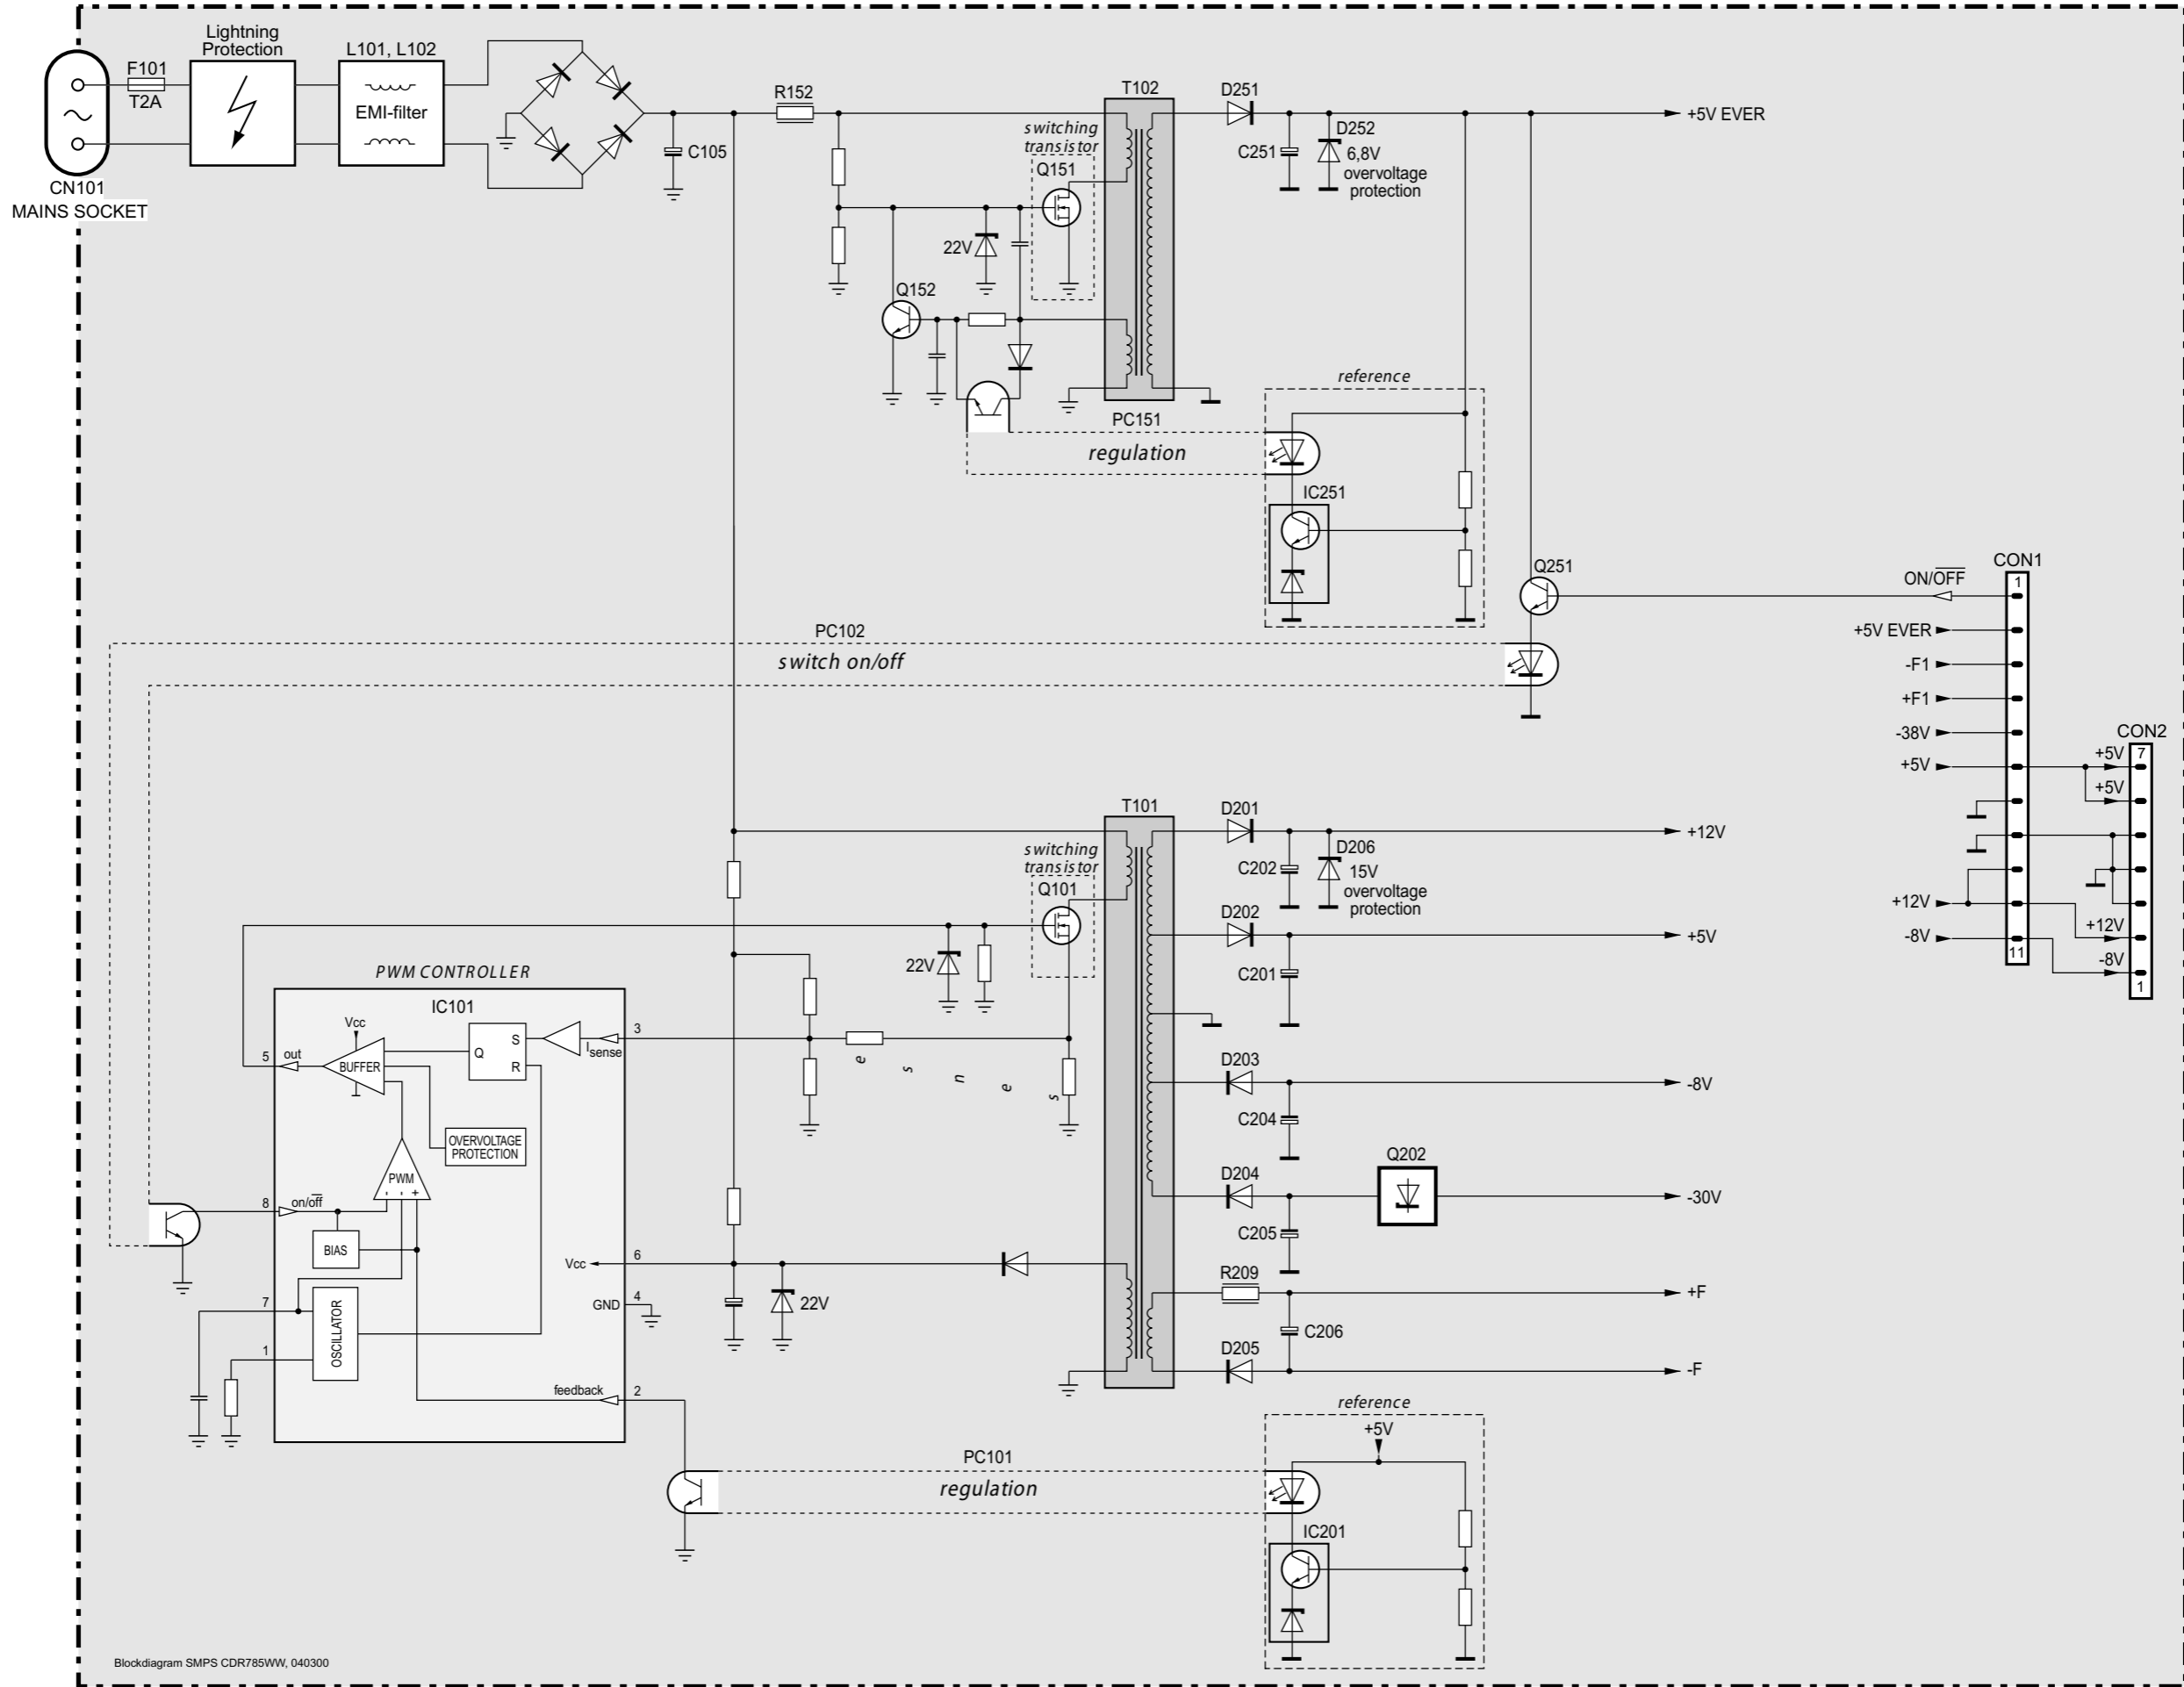 Lightning
Protection
L101, L102
F101
T2A
EMI-filter
CN101
MAINS SOCKET
C105
R152
T102
switching
transistor
Q151
22V
Q152
D251
+5V EVER
C251
D252
6,8V
overvoltage
protection
reference
PC151
regulation
IC251
Q251
ON/OFF
CON1
1
+5V EVER
-F1
+F1
-38V
+5V
+12V
-8V
11
CON2
+5V
7
+5V
+12V
-8V
1
PC102
switch on/off
T101
D201
+12V
switching
transistor
Q101
C202
D206
15V
overvoltage
protection
D202
+5V
C201
22V
PWM CONTROLLER
IC101
Vcc
S
Q
R
3
Isense
5
out
BUFFER
e
s
n
e
s
D203
-8V
C204
OVERVOLTAGE
PROTECTION
PWM
- - +
8
on/off
BIAS
D204
Q202
-30V
C205
Vcc
6
GND
4
22V
R209
+F
C206
7
OSCILLATOR
1
D205
-F
feedback
2
reference
+5V
PC101
regulation
IC201
Blockdiagram SMPS CDR785WW, 040300